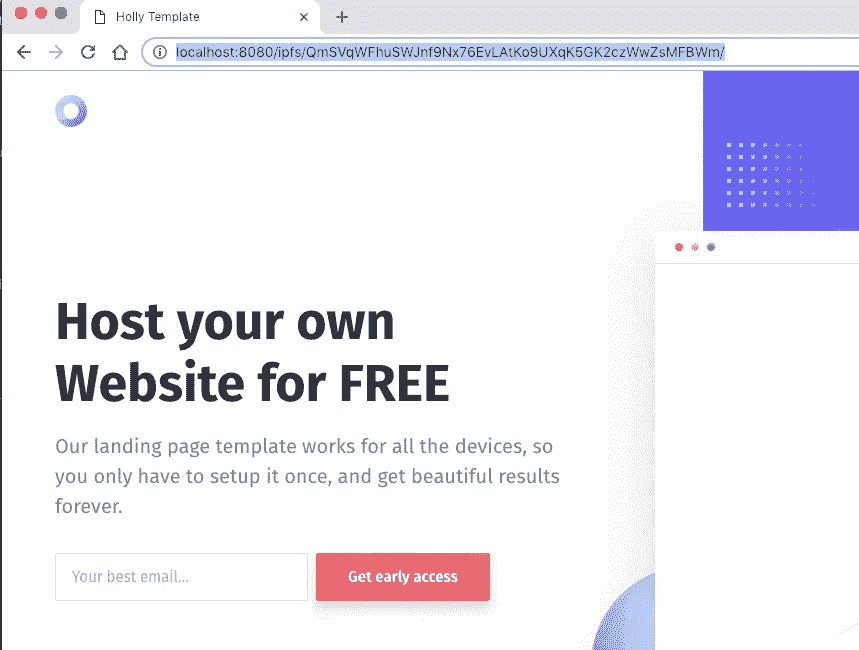 Holly Template
localhost:8080/ipfs/QmSVqWFhuSWJnf9Nx76EvLAtKo9UXqK5GK2czWwZsMFBWm/
Host your own
Website for FREE
Our landing page template works for all the devices, so
you only have to setup it once, and get beautiful results
forever.
Your best email...
Get early access